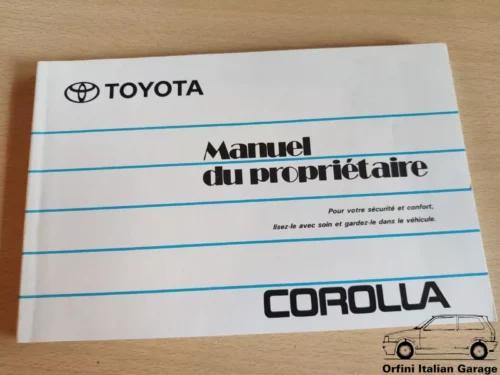 TOYOTA
Manuel
du propriétaire
Pour votre sécurité et confort,
lisez-le avec soin et gardez-le dans le véhicule.
COROLLA
Orfini Italian Garage